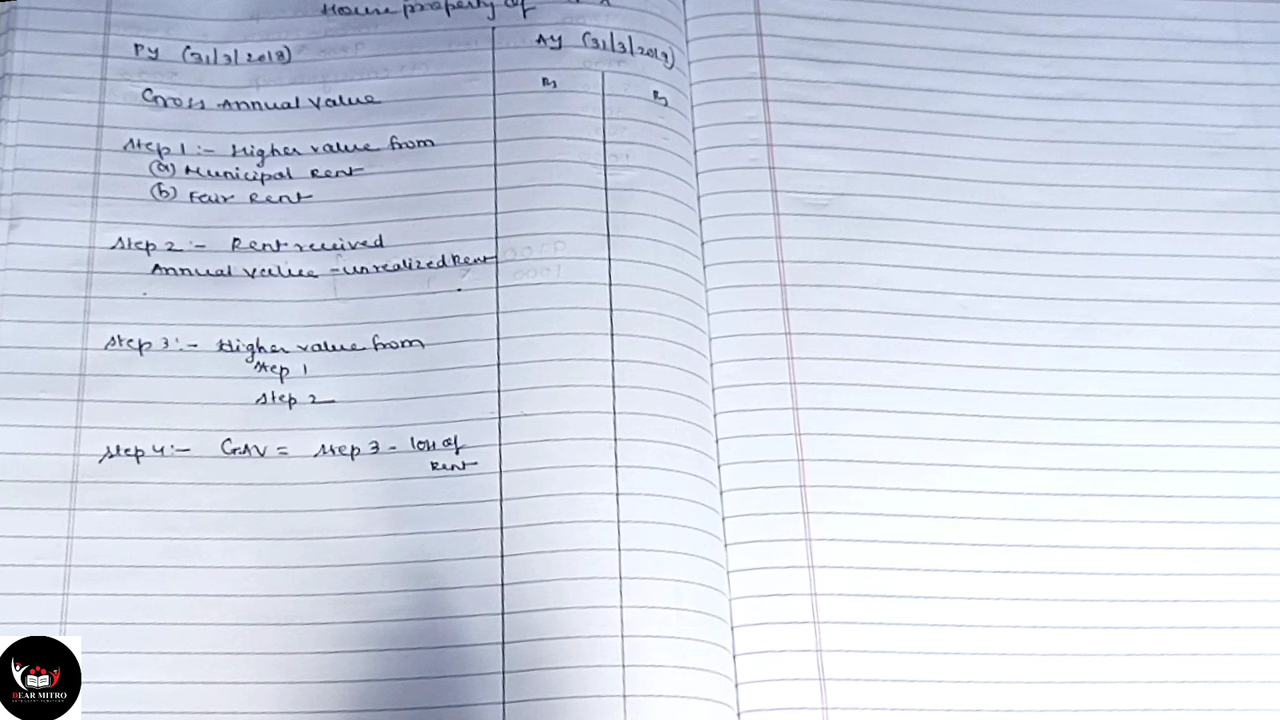 House property of
PY (31/3/2018)
AY (31/3/2019)
Rs
Rs
Gross Annual Value
Step 1:- Higher value from
(a) Municipal Rent
(b) Fair Rent
Step 2:- Rent received
Annual value - unrealized Rent
Step 3:- Higher value from
Step 1
Step 2
Step 4:- GAV = Step 3 - loss of
Rent
BEAR MITRO